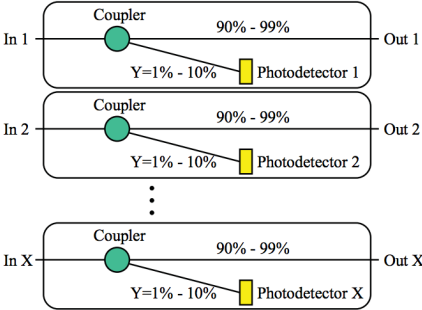 Coupler
90% - 99%
In 1
Out 1
Y=1% - 10%
Photodetector 1
Coupler
90% - 99%
In 2
Out 2
Y=1% - 10%
Photodetector 2
Coupler
90% - 99%
In X
Out X
Y=1% - 10%
Photodetector X